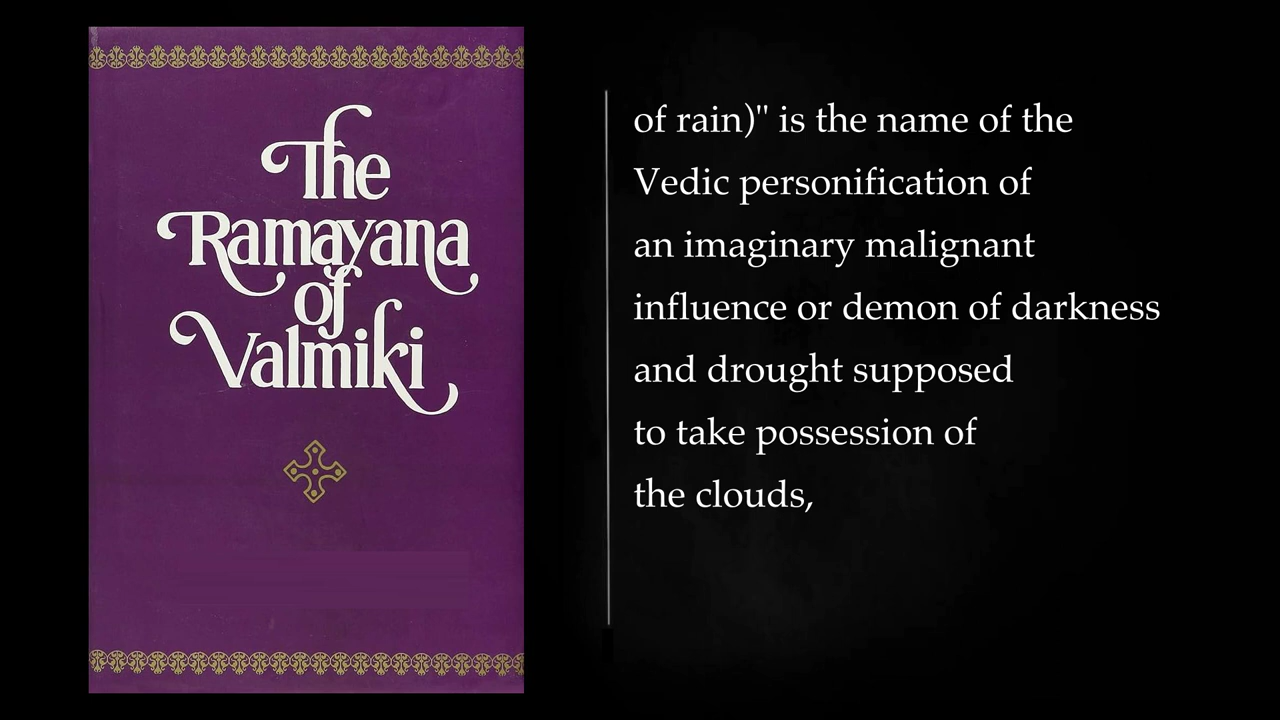 The
Ramayana
of
Valmiki
of rain)" is the name of the
Vedic personification of
an imaginary malignant
influence or demon of darkness
and drought supposed
to take possession of
the clouds,